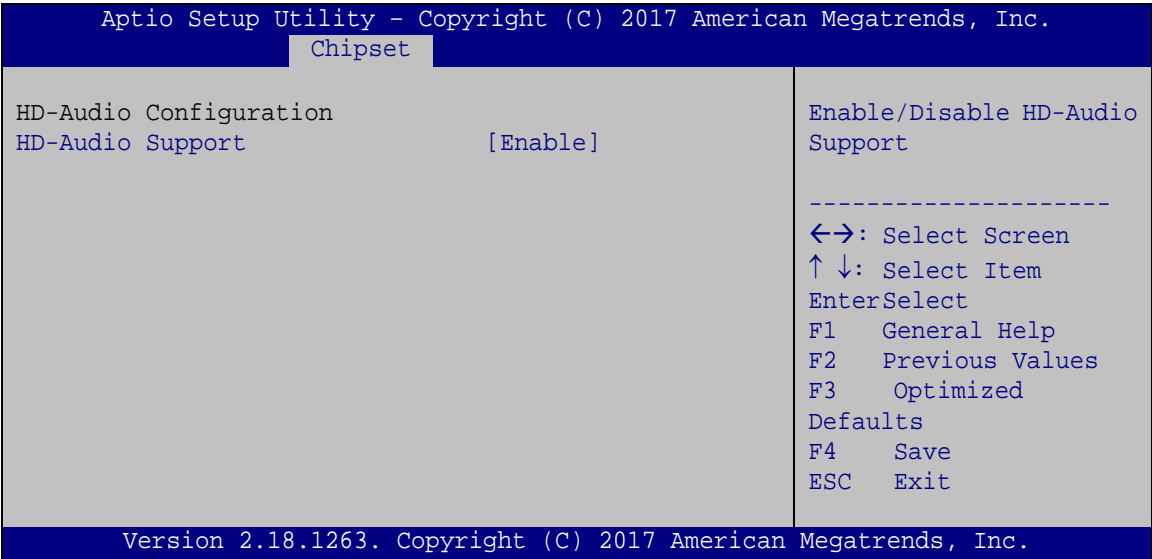 Aptio Setup Utility – Copyright (C) 2017 American Megatrends, Inc.
Chipset
HD-Audio Configuration
HD-Audio Support [Enable]
Enable/Disable HD-Audio
Support
---------------------
←→: Select Screen
↑ ↓: Select Item
EnterSelect
F1 General Help
F2 Previous Values
F3 Optimized
Defaults
F4 Save
ESC Exit
Version 2.18.1263. Copyright (C) 2017 American Megatrends, Inc.